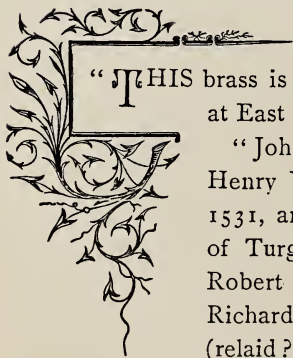 “THIS brass is
at East
“Joh
Henry
1531, an
of Turg
Robert
Richard
(relaid?